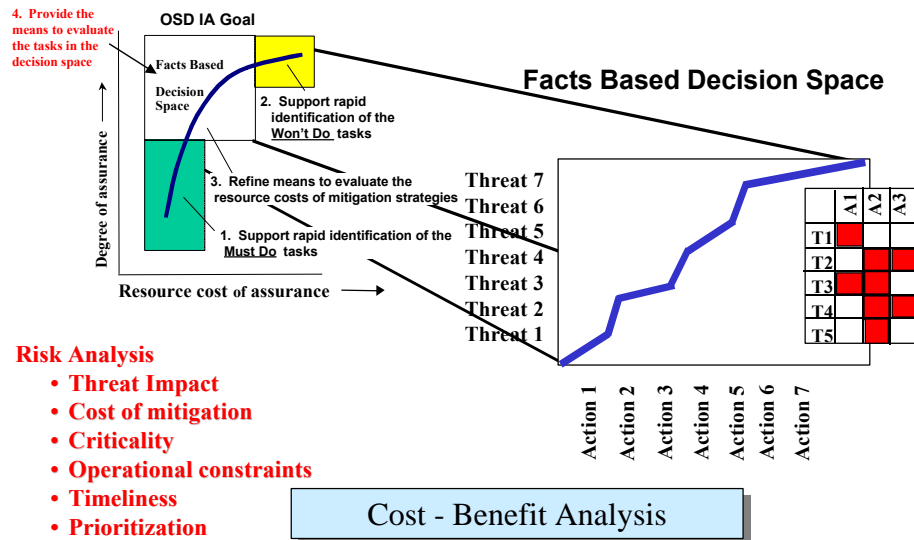 4. Provide the
means to evaluate
the tasks in the
decision space
OSD IA Goal
Facts Based
Decision Space
Degree of assurance
2. Support rapid
identification of the
Won't Do tasks
3. Refine means to evaluate the
resource costs of mitigation strategies
1. Support rapid identification of the
Must Do tasks
Resource cost of assurance
Facts Based Decision Space
Threat 7
Threat 6
Threat 5
Threat 4
Threat 3
Threat 2
Threat 1
Action 1
Action 2
Action 3
Action 4
Action 5
Action 6
Action 7
A1 A2 A3
T1
T2
T3
T4
T5
Risk Analysis
• Threat Impact
• Cost of mitigation
• Criticality
• Operational constraints
• Timeliness
• Prioritization
Cost - Benefit Analysis